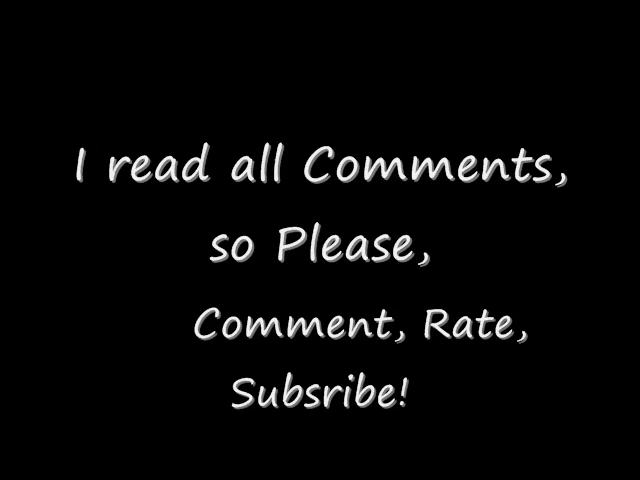 I read all Comments,
so Please,
Comment, Rate,
Subsribe!